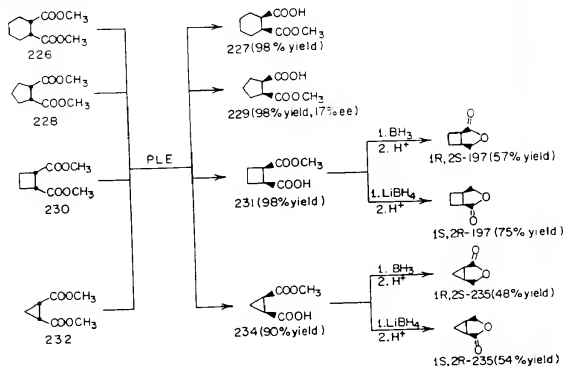 COOCH3
COOCH3
226
COOCH3
COOCH3
228
COOCH3
COOCH3
230
COOCH3
COOCH3
232
PLE
COOH
COOCH3
227(98% yield)
COOH
COOCH3
229(98% yield, 17% ee)
COOCH3
COOH
231(98% yield)
COOCH3
COOH
234(90% yield)
1. BH3
2. H+
1. LiBH4
2. H+
1. BH3
2. H+
1. LiBH4
2. H+
O
O
1R,2S-197(57% yield)
O
O
1S,2R-197(75% yield)
O
O
1R,2S-235(48% yield)
O
O
1S,2R-235(54% yield)